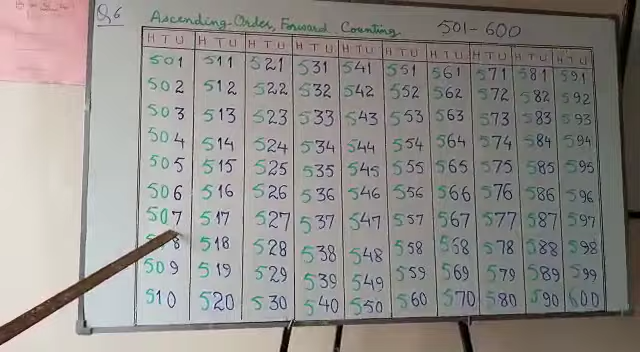 Q6
Ascending Order, Forward Counting 501-600
H T U H T U H T U H T U H T U H T U H T U H T U H T U H T U
501 511 521 531 541 551 561 571 581 591
502 512 522 532 542 552 562 572 582 592
503 513 523 533 543 553 563 573 583 593
504 514 524 534 544 554 564 574 584 594
505 515 525 535 545 555 565 575 585 595
506 516 526 536 546 556 566 576 586 596
507 517 527 537 547 557 567 577 587 597
518 528 538 548 558 568 578 588 598
509 519 529 539 549 559 569 579 589 599
510 520 530 540 550 560 570 580 590 600